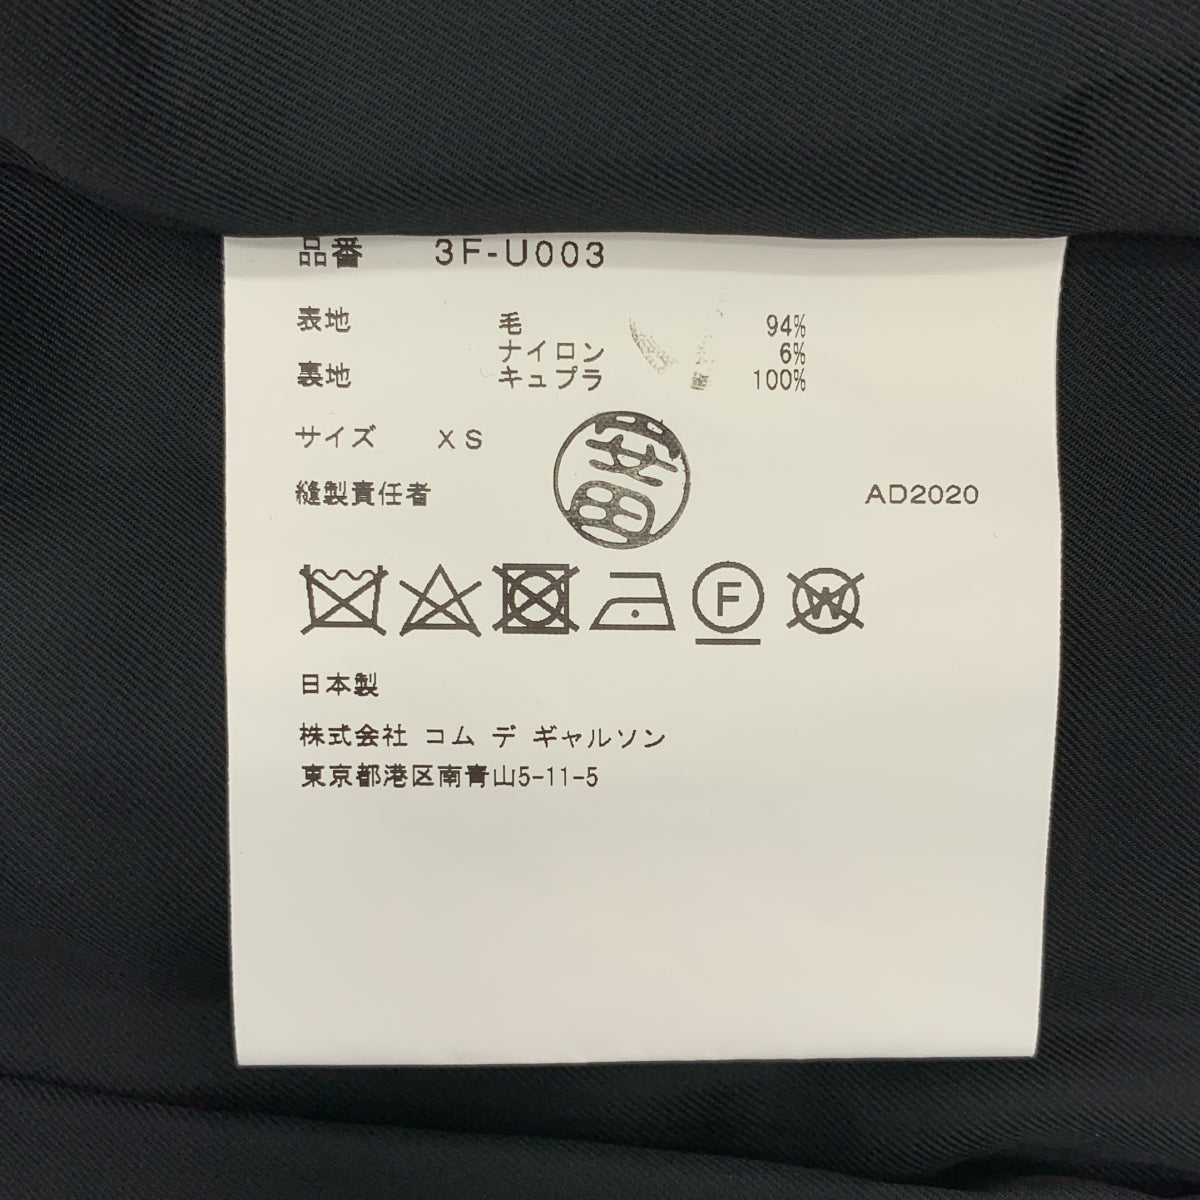 品番 3F-U003
表地 毛 94%
ナイロン 6%
裏地 キュプラ 100%
サイズ XS
縫製責任者 安田 AD2020
F W
日本製
株式会社 コム デ ギャルソン
東京都港区南青山5-11-5